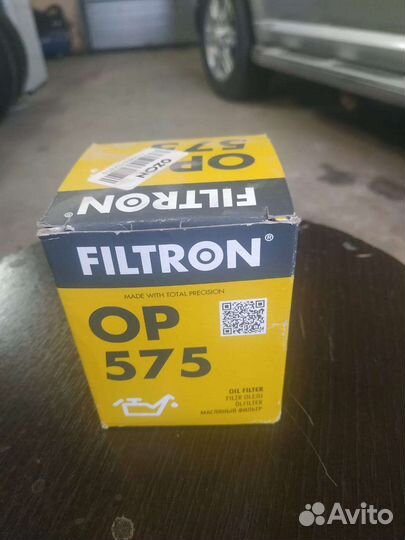 OP
575
OZON
FILTRON®
FILTRON®
MADE WITH TOTAL PRECISION
OP
575
OIL FILTER
FILTR OLEJU
ÖLFILTER
МАСЛЯНЫЙ ФИЛЬТР
Avito